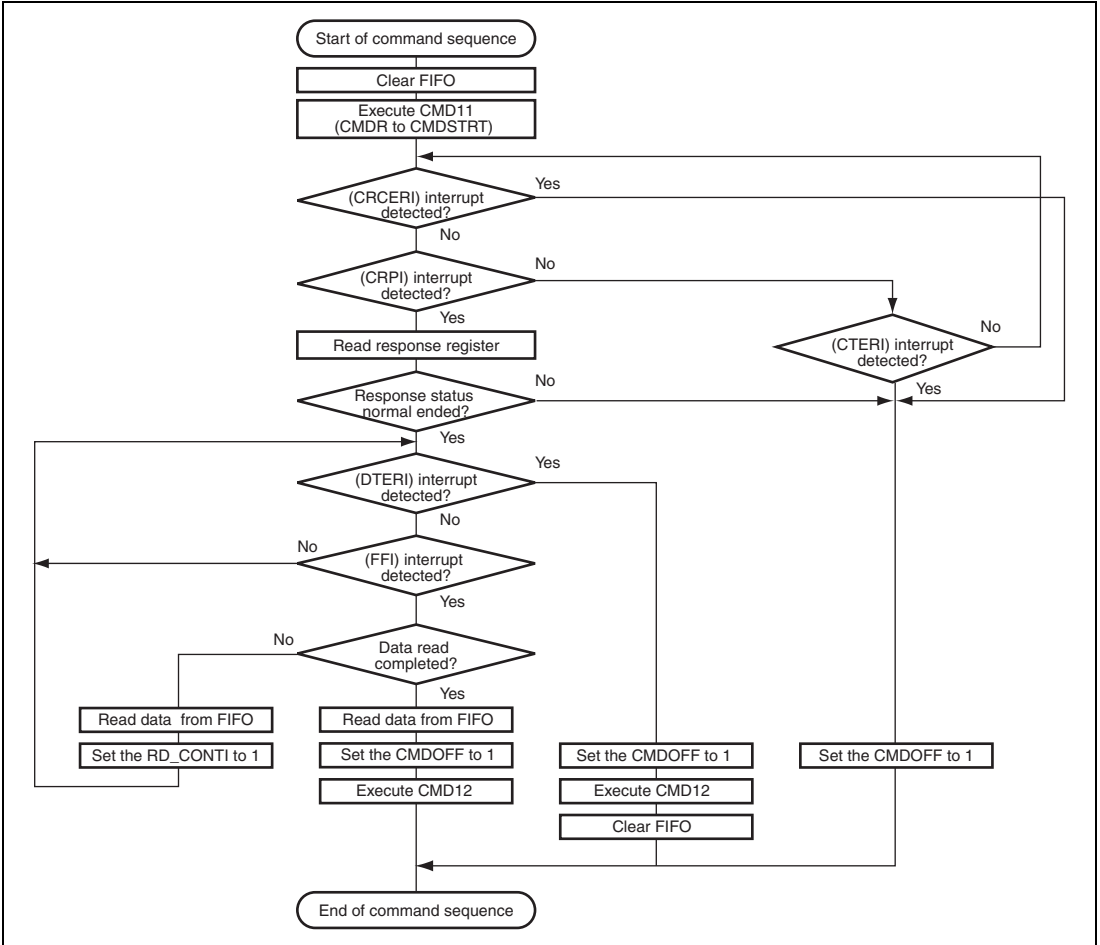 Start of command sequence
Clear FIFO
Execute CMD11
(CMDR to CMDSTRT)
(CRCERI) interrupt
detected?
Yes
No
(CRPI) interrupt
detected?
No
Yes
(CTERI) interrupt
detected?
No
Yes
Read response register
Response status
normal ended?
No
Yes
(DTERI) interrupt
detected?
Yes
No
(FFI) interrupt
detected?
No
Yes
Data read
completed?
No
Yes
Read data from FIFO
Set the RD_CONTI to 1
Read data from FIFO
Set the CMDOFF to 1
Execute CMD12
Set the CMDOFF to 1
Execute CMD12
Clear FIFO
Set the CMDOFF to 1
End of command sequence